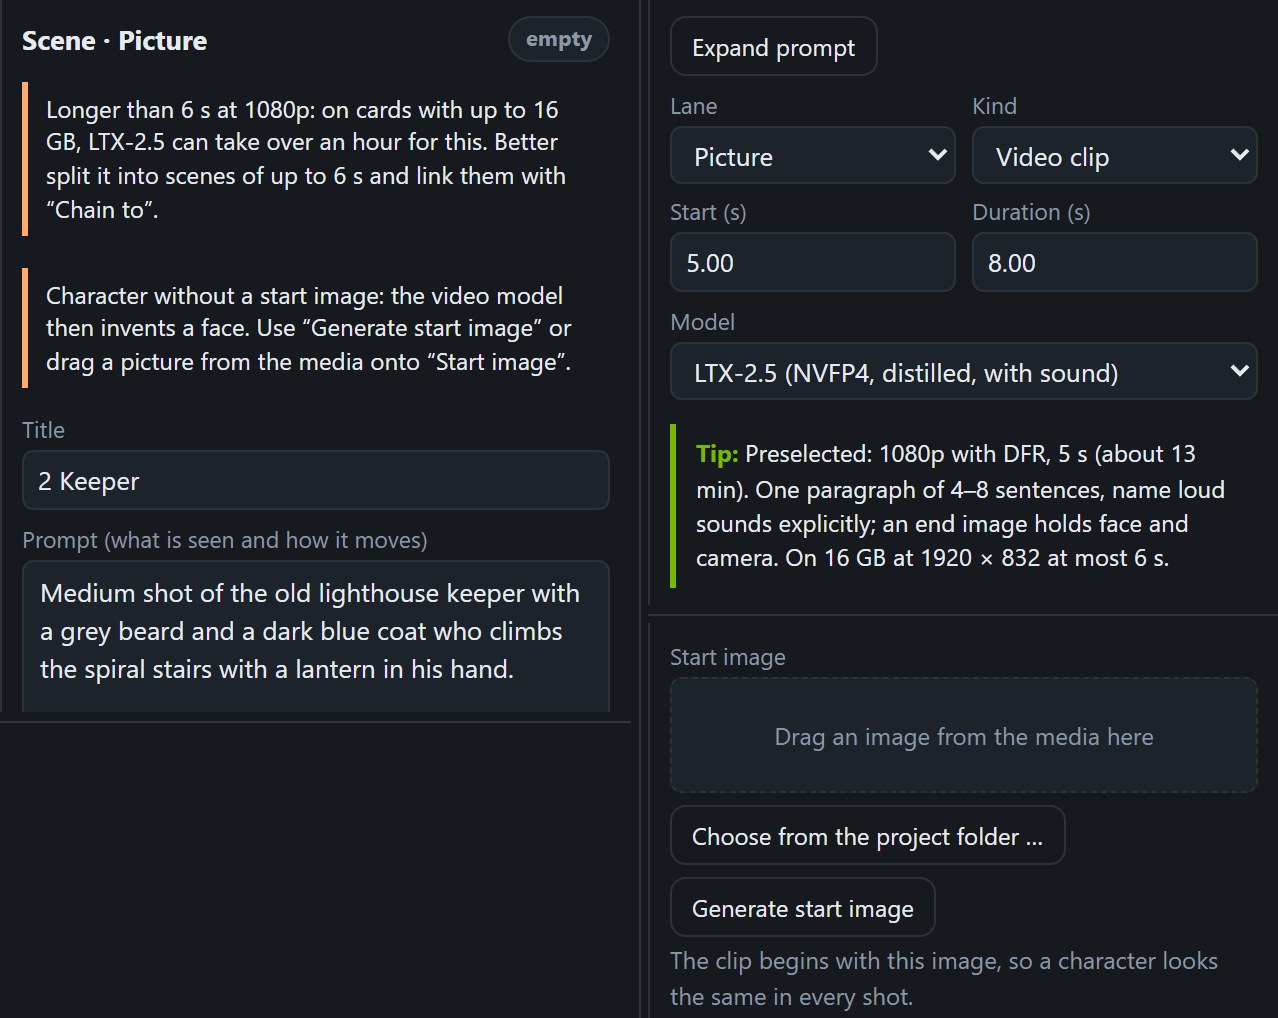 Scene · Picture
empty
Longer than 6 s at 1080p: on cards with up to 16
GB, LTX-2.5 can take over an hour for this. Better
split it into scenes of up to 6 s and link them with
“Chain to”.
Character without a start image: the video model
then invents a face. Use “Generate start image” or
drag a picture from the media onto “Start image”.
Title
2 Keeper
Prompt (what is seen and how it moves)
Medium shot of the old lighthouse keeper with
a grey beard and a dark blue coat who climbs
the spiral stairs with a lantern in his hand.
Expand prompt
Lane
Kind
Picture
Video clip
Start (s)
Duration (s)
5.00
8.00
Model
LTX-2.5 (NVFP4, distilled, with sound)
Tip: Preselected: 1080p with DFR, 5 s (about 13
min). One paragraph of 4–8 sentences, name loud
sounds explicitly; an end image holds face and
camera. On 16 GB at 1920 × 832 at most 6 s.
Start image
Drag an image from the media here
Choose from the project folder ...
Generate start image
The clip begins with this image, so a character looks
the same in every shot.